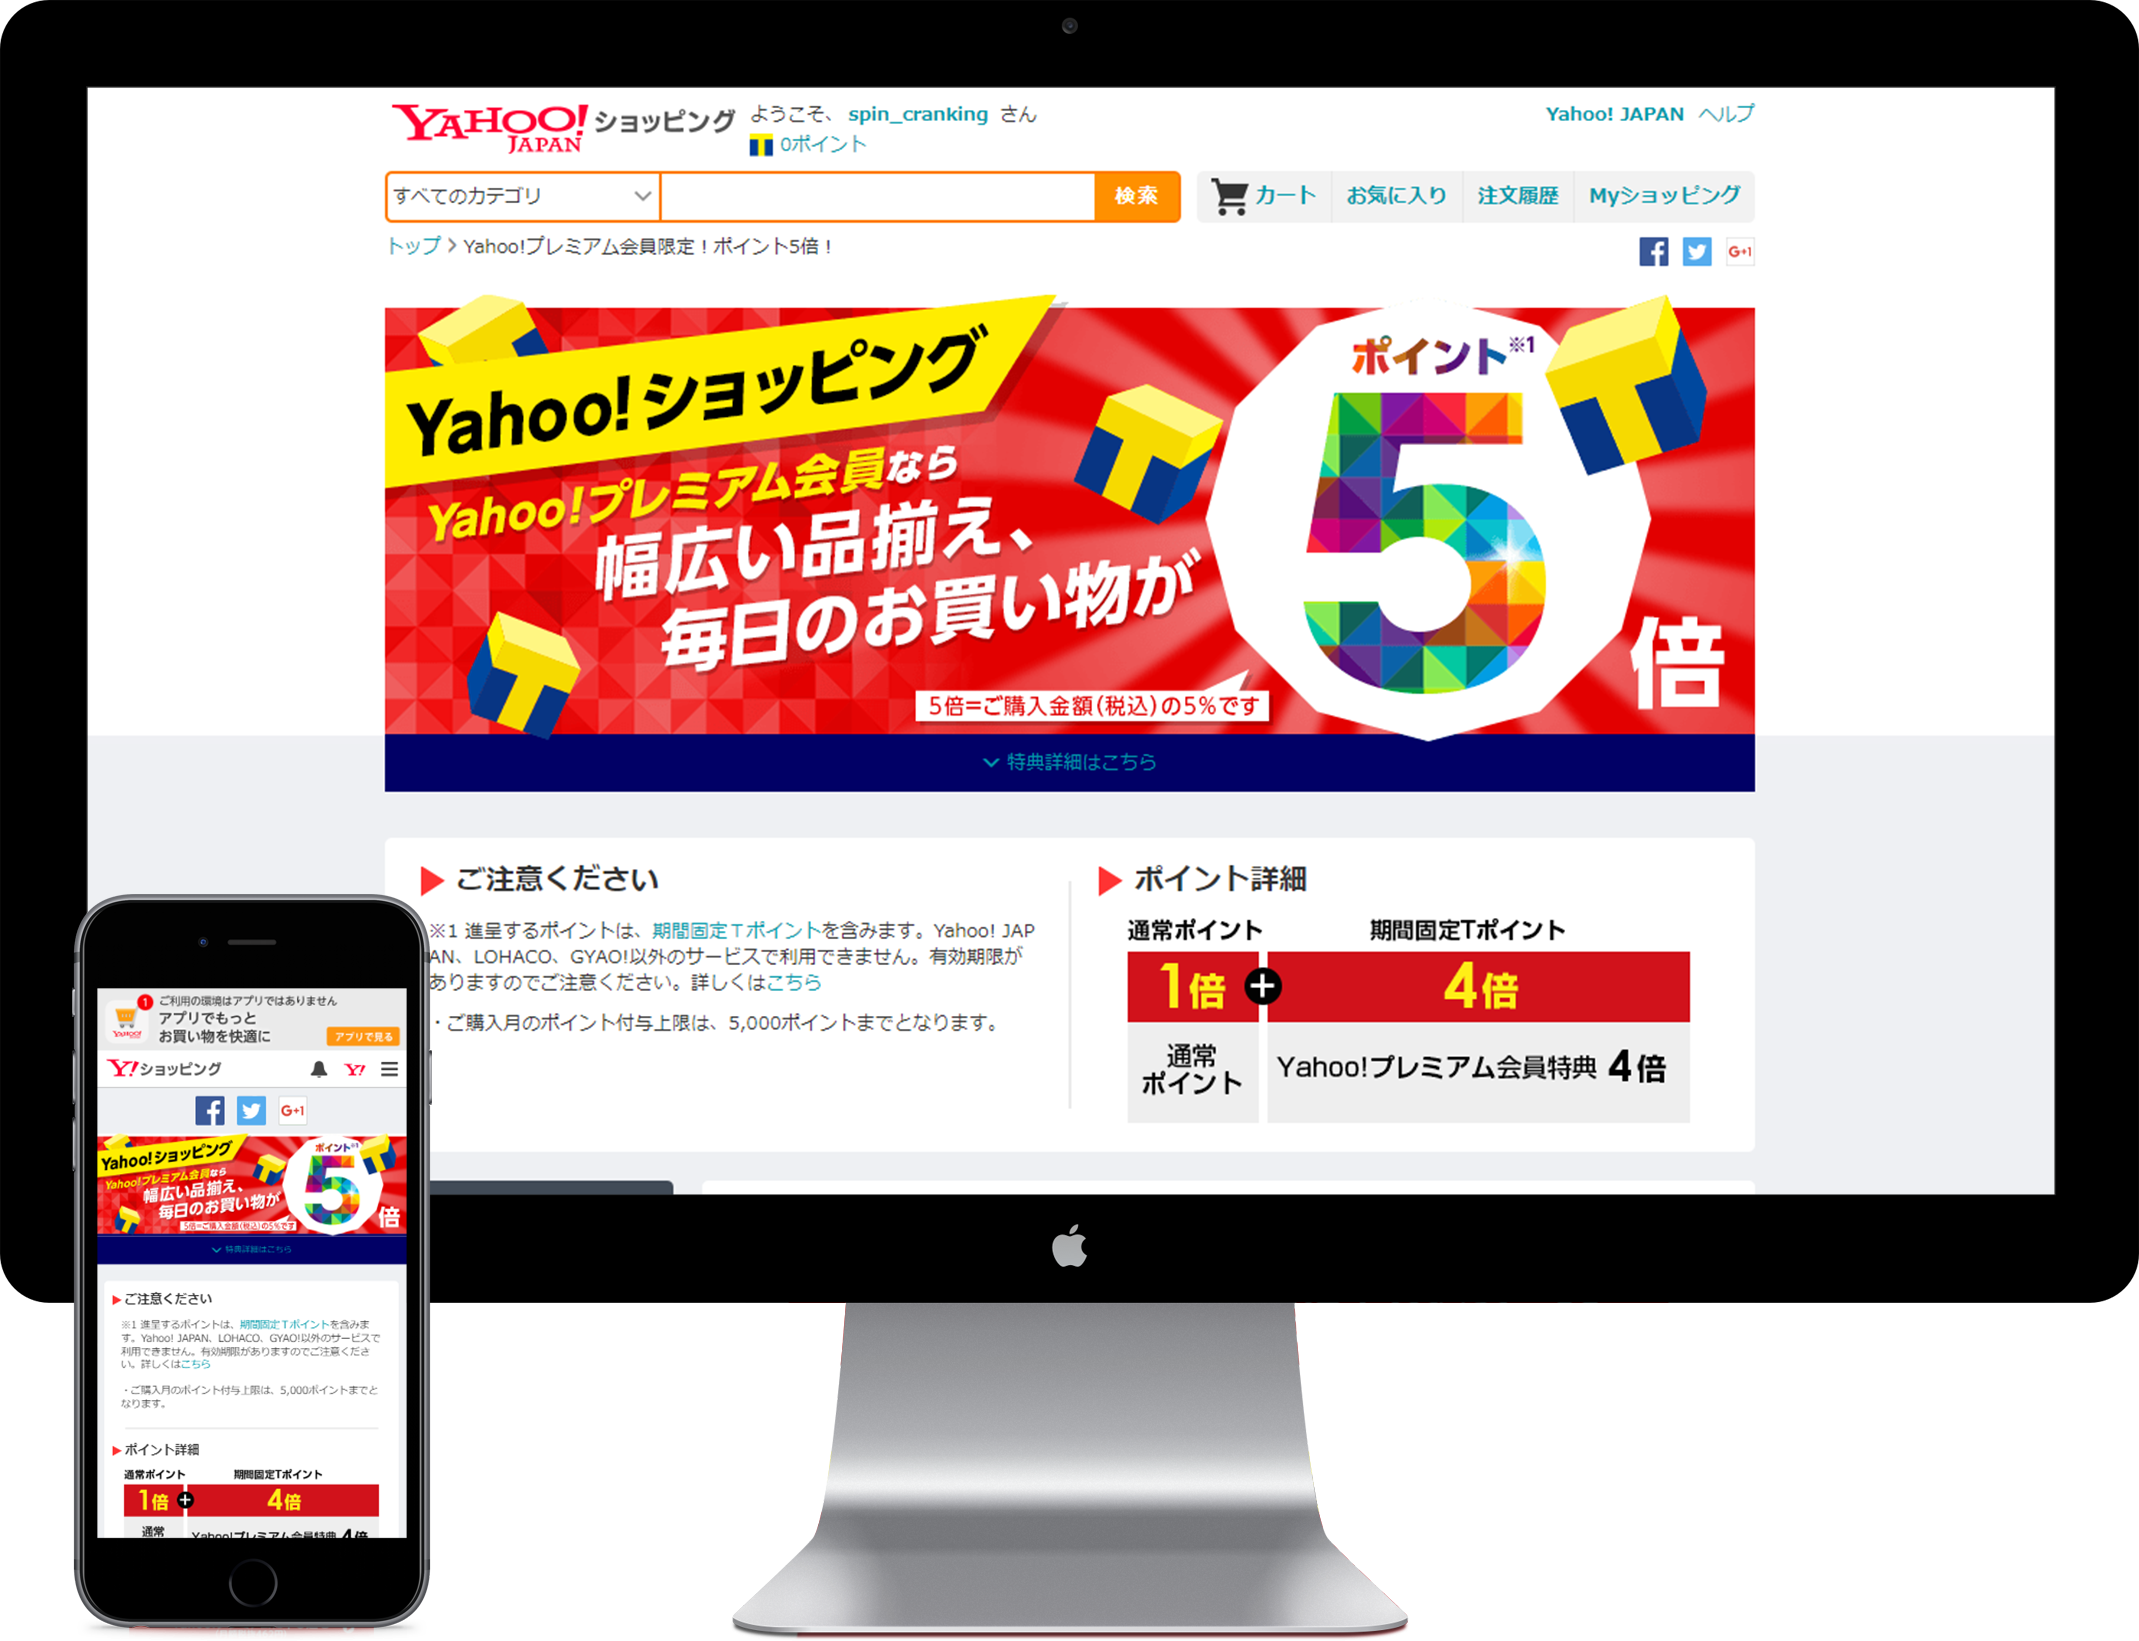 YAHOO! JAPAN ショッピング
ようこそ、 spin_cranking さん
0ポイント
Yahoo! JAPAN ヘルプ
すべてのカテゴリ
検索
カート
お気に入り
注文履歴
Myショッピング
トップ > Yahoo!プレミアム会員限定！ポイント5倍！
G+1
Yahoo!ショッピング
Yahoo!プレミアム会員なら
幅広い品揃え、
毎日のお買い物が
ポイント※1
5
倍
5倍=ご購入金額(税込)の5%です
特典詳細はこちら
ご注意ください
※1 進呈するポイントは、期間固定Ｔポイントを含みます。Yahoo! JAP
AN、LOHACO、GYAO!以外のサービスで利用できません。有効期限が
ありますのでご注意ください。詳しくはこちら
・ご購入月のポイント付与上限は、5,000ポイントまでとなります。
ポイント詳細
通常ポイント
期間固定Tポイント
1倍 + 4倍
通常
ポイント
Yahoo!プレミアム会員特典 4倍
1
ご利用の環境はアプリではありません
アプリでもっと
お買い物を快適に
YAHOO!
アプリで見る
Y!ショッピング
Y!
G+1
Yahoo!ショッピング
Yahoo!プレミアム会員なら
幅広い品揃え、
毎日のお買い物が
ポイント※1
5
倍
5倍=ご購入金額(税込)の5%です
特典詳細はこちら
ご注意ください
※1 進呈するポイントは、期間固定Ｔポイントを含みま
す。Yahoo! JAPAN、LOHACO、GYAO!以外のサービスで
利用できません。有効期限がありますのでご注意くださ
い。詳しくはこちら
・ご購入月のポイント付与上限は、5,000ポイントまでと
なります。
ポイント詳細
通常ポイント
期間固定Tポイント
1倍 + 4倍
通常
Yahoo!プレミアム会員特典 4倍